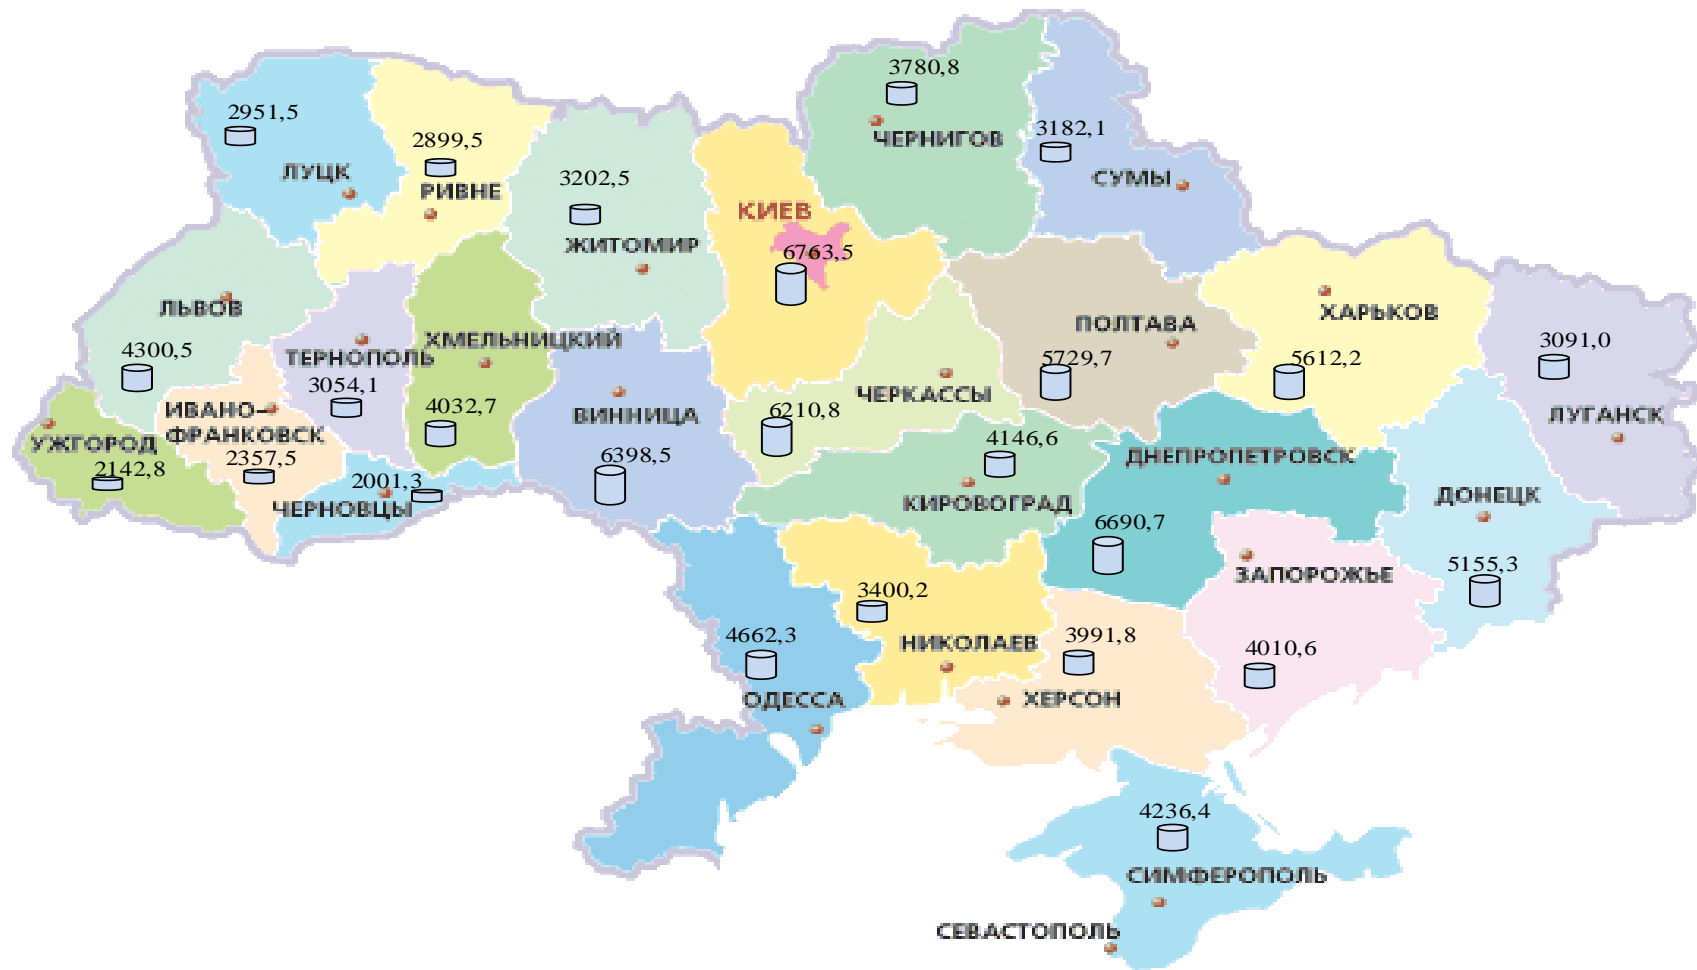 3780,8
ЧЕРНИГОВ
2951,5
ЛУЦК
2899,5
РИВНЕ
3182,1
СУМЫ
3202,5
ЖИТОМИР
КИЕВ
6763,5
ЛЬВОВ
4300,5
ТЕРНОПОЛЬ
3054,1
ХМЕЛЬНИЦКИЙ
4032,7
ВИННИЦА
6398,5
ЧЕРКАССЫ
6210,8
ПОЛТАВА
5729,7
ХАРЬКОВ
5612,2
3091,0
ЛУГАНСК
УЖГОРОД
2142,8
ИВАНО-
ФРАНКОВСК
2357,5
2001,3
ЧЕРНОВЦЫ
4146,6
КИРОВОГРАД
ДНЕПРОПЕТРОВСК
6690,7
ДОНЕЦК
5155,3
ЗАПОРОЖЬЕ
4010,6
3400,2
НИКОЛАЕВ
4662,3
ОДЕССА
3991,8
ХЕРСОН
4236,4
СИМФЕРОПОЛЬ
СЕВАСТОПОЛЬ